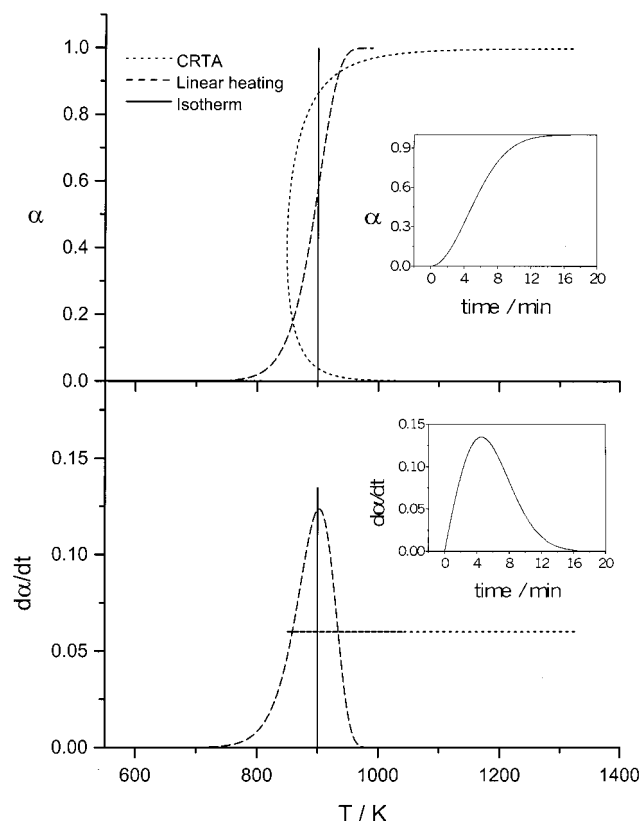 1.0
0.8
0.6
0.4
0.2
0.0
α
CRTA
Linear heating
Isotherm
0.9
0.6
0.3
0.0
α
0 4 8 12 16 20
time / min
0.15
0.10
0.05
0.00
dα/dt
0.15
0.10
0.05
0.00
dα/dt
0 4 8 12 16 20
time / min
600 800 1000 1200 1400
T / K